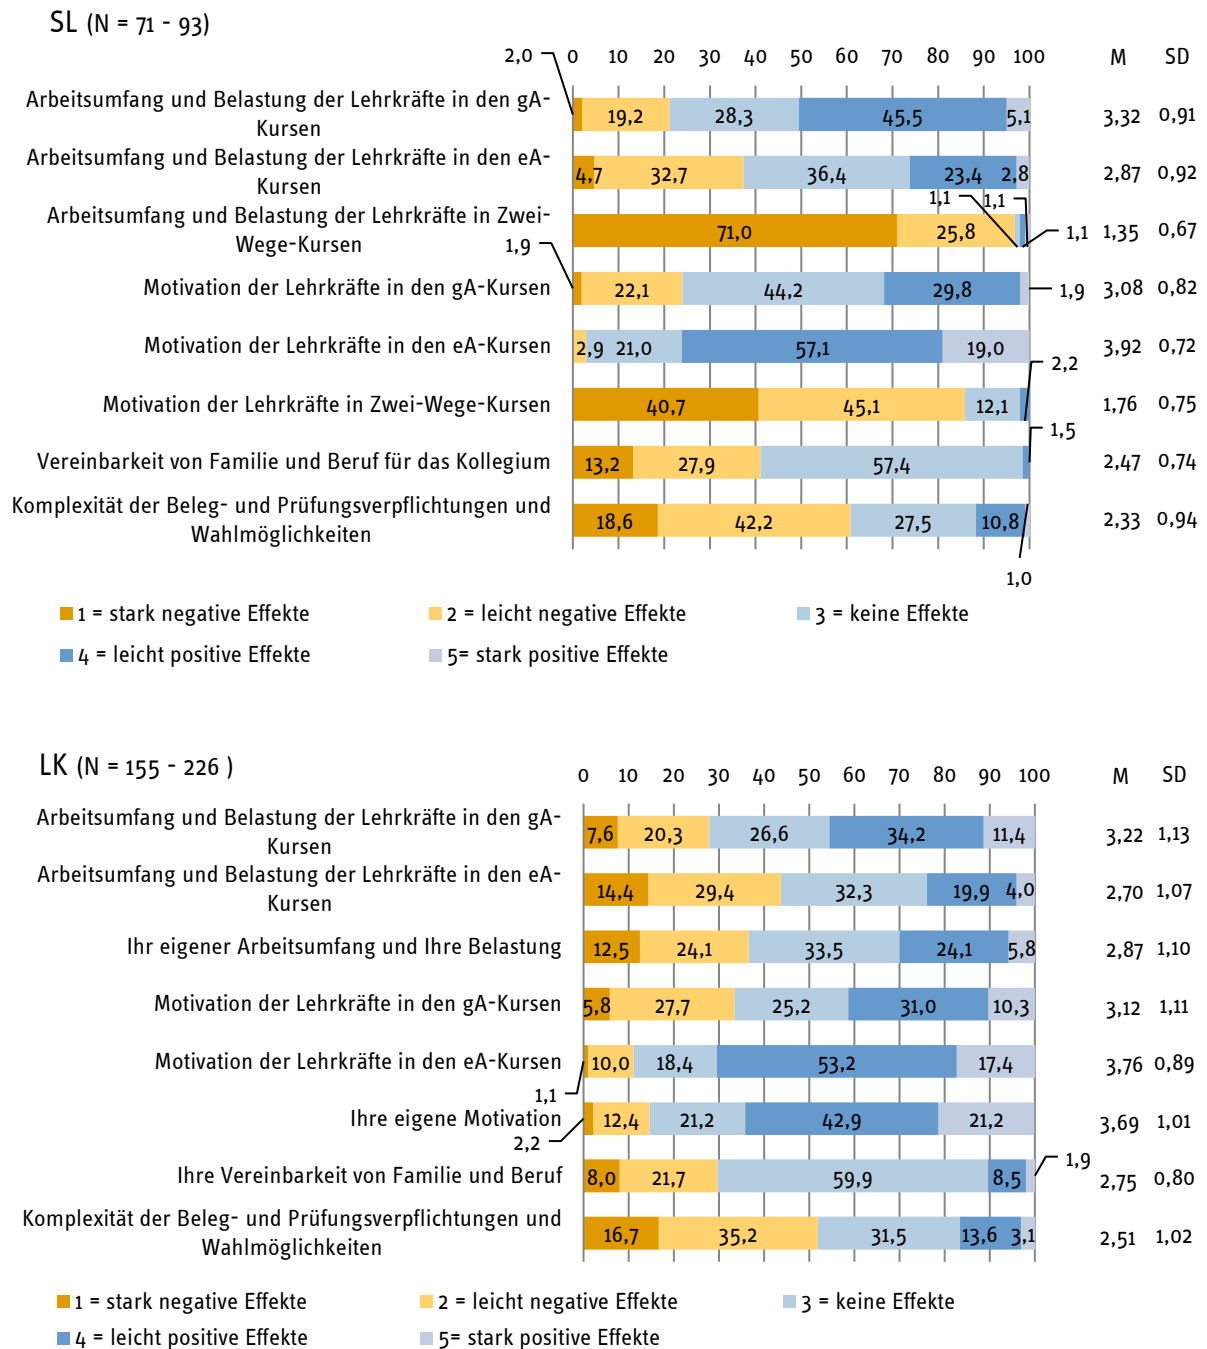 SL (N = 71 - 93)
2,0 0 10 20 30 40 50 60 70 80 90 100 M SD
Arbeitsumfang und Belastung der Lehrkräfte in den gA-
Kursen
19,2 28,3 45,5 5,1 3,32 0,91
Arbeitsumfang und Belastung der Lehrkräfte in den eA-
Kursen
4,7 32,7 36,4 23,4 2,8 2,87 0,92
Arbeitsumfang und Belastung der Lehrkräfte in Zwei-
Wege-Kursen
71,0 25,8 1,1 1,1 1,1 1,35 0,67
1,9
Motivation der Lehrkräfte in den gA-Kursen 22,1 44,2 29,8 1,9 3,08 0,82
Motivation der Lehrkräfte in den eA-Kursen 2,9 21,0 57,1 19,0 3,92 0,72
2,2
Motivation der Lehrkräfte in Zwei-Wege-Kursen 40,7 45,1 12,1 1,76 0,75
1,5
Vereinbarkeit von Familie und Beruf für das Kollegium 13,2 27,9 57,4 2,47 0,74
Komplexität der Beleg- und Prüfungsverpflichtungen und
Wahlmöglichkeiten
18,6 42,2 27,5 10,8 2,33 0,94
1,0
1 = stark negative Effekte 2 = leicht negative Effekte 3 = keine Effekte
4 = leicht positive Effekte 5= stark positive Effekte
LK (N = 155 - 226 )
0 10 20 30 40 50 60 70 80 90 100 M SD
Arbeitsumfang und Belastung der Lehrkräfte in den gA-
Kursen
7,6 20,3 26,6 34,2 11,4 3,22 1,13
Arbeitsumfang und Belastung der Lehrkräfte in den eA-
Kursen
14,4 29,4 32,3 19,9 4,0 2,70 1,07
Ihr eigener Arbeitsumfang und Ihre Belastung 12,5 24,1 33,5 24,1 5,8 2,87 1,10
Motivation der Lehrkräfte in den gA-Kursen 5,8 27,7 25,2 31,0 10,3 3,12 1,11
Motivation der Lehrkräfte in den eA-Kursen 10,0 18,4 53,2 17,4 3,76 0,89
1,1
Ihre eigene Motivation 12,4 21,2 42,9 21,2 3,69 1,01
2,2
Ihre Vereinbarkeit von Familie und Beruf 8,0 21,7 59,9 8,5 1,9 2,75 0,80
Komplexität der Beleg- und Prüfungsverpflichtungen und
Wahlmöglichkeiten
16,7 35,2 31,5 13,6 3,1 2,51 1,02
1 = stark negative Effekte 2 = leicht negative Effekte 3 = keine Effekte
4 = leicht positive Effekte 5= stark positive Effekte